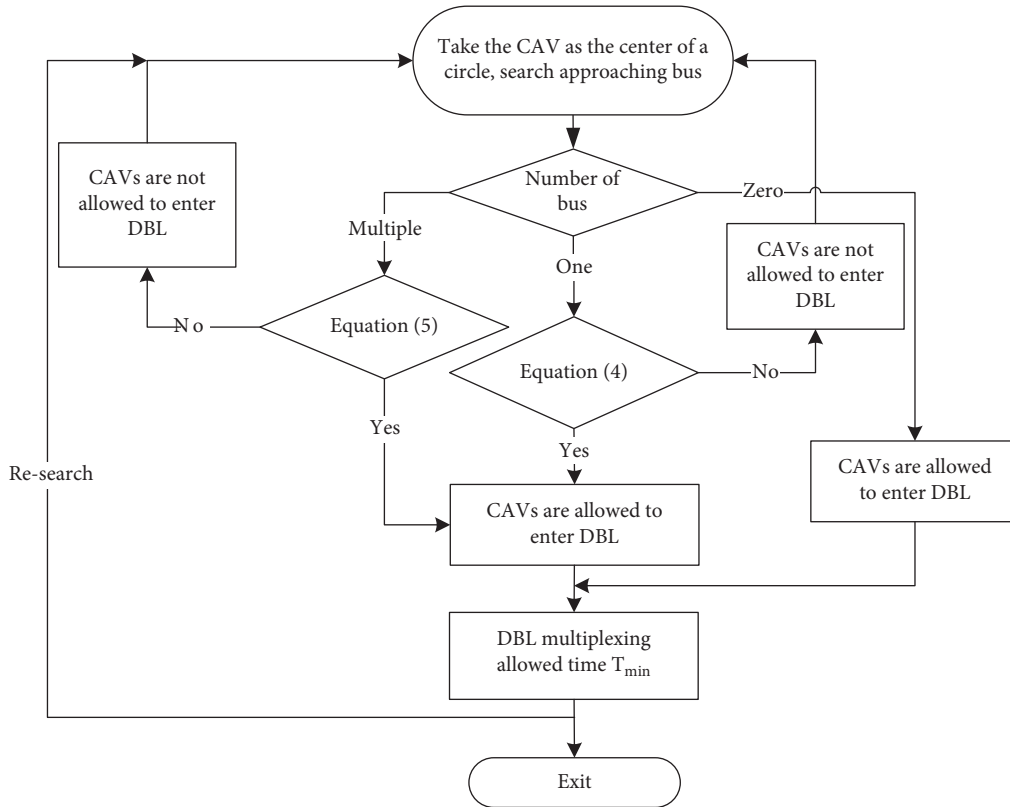 Take the CAV as the center of a
circle, search approaching bus
CAVs are not
allowed to enter
DBL
Number of
bus
Zero
Multiple
One
CAVs are not
allowed to enter
DBL
No
Equation (5)
Equation (4)
No
Yes
Yes
Re-search
CAVs are allowed
to enter DBL
CAVs are allowed to
enter DBL
DBL multiplexing
allowed time Tmin
Exit